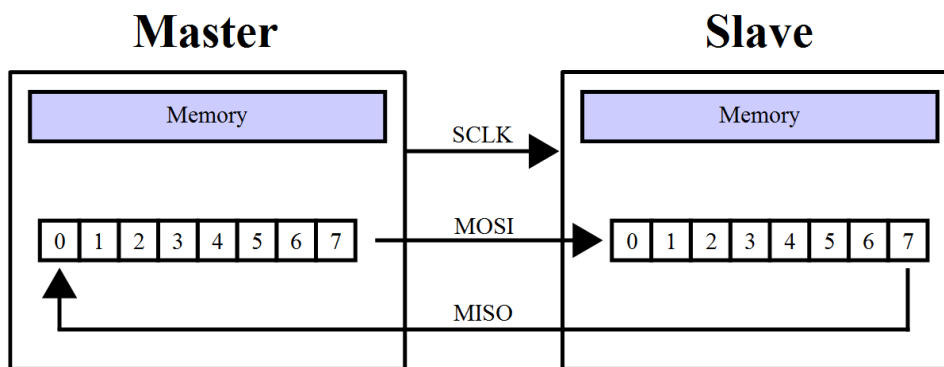 Master Slave
Memory Memory
SCLK
0 1 2 3 4 5 6 7 MOSI 0 1 2 3 4 5 6 7
MISO